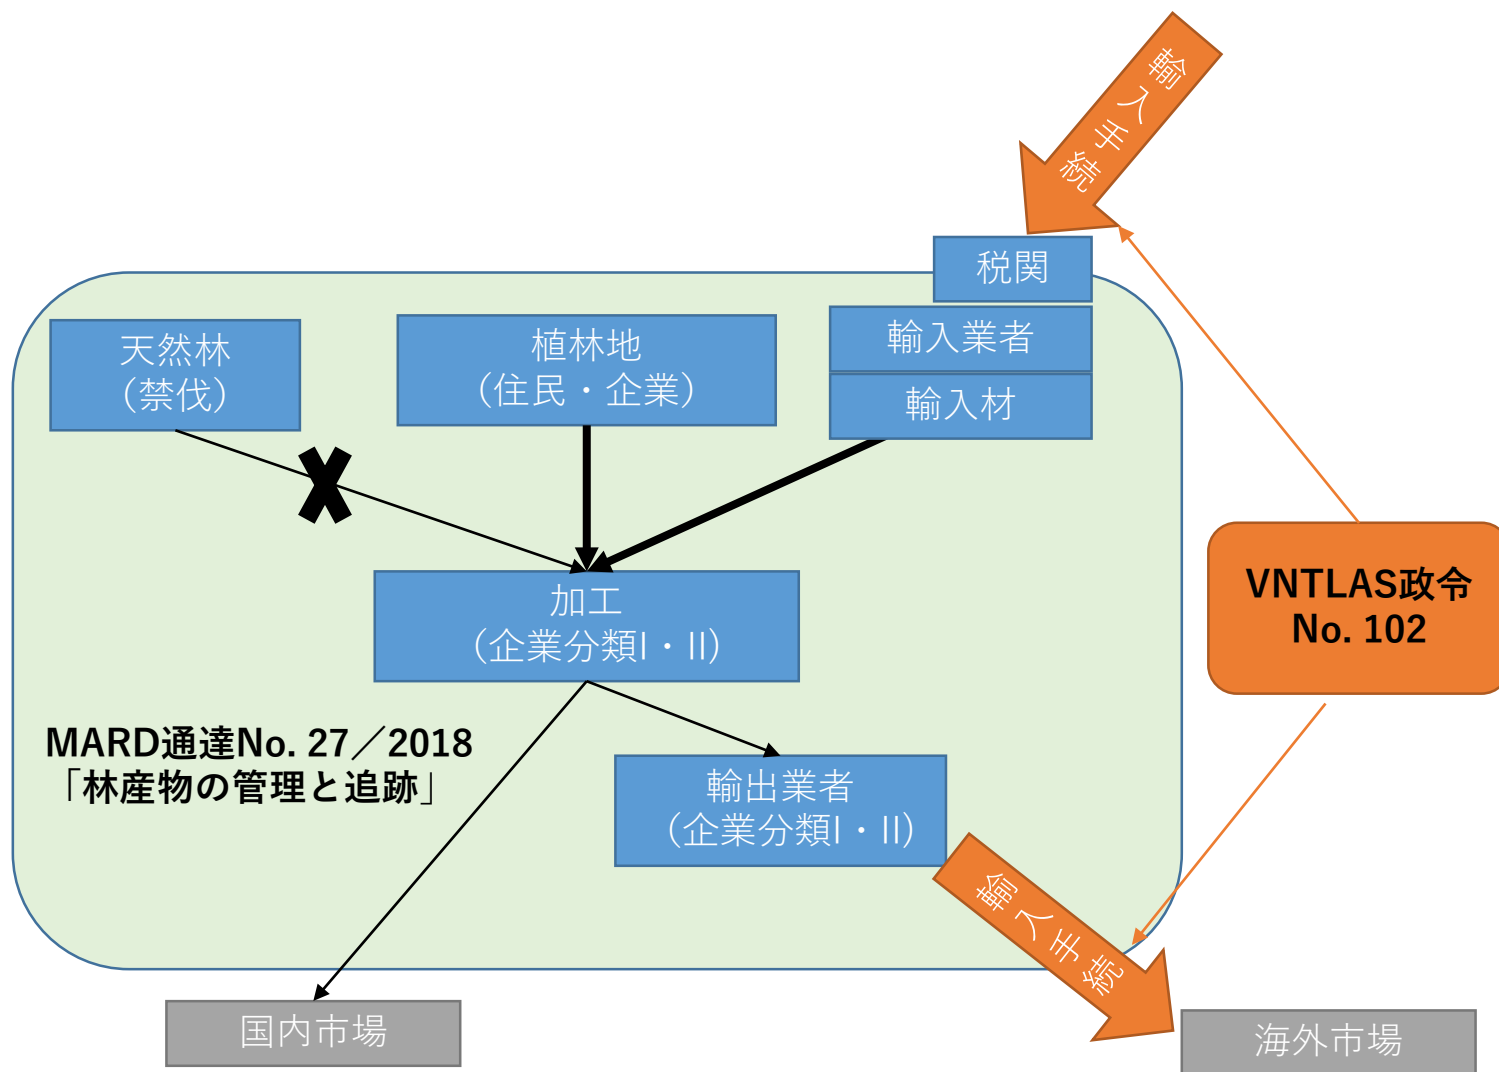 輸入手続
税関
輸入業者
輸入材
天然林
（禁伐）
植林地
（住民・企業）
加工
（企業分類I・II）
VNTLAS政令
No. 102
MARD通達No. 27／2018
「林産物の管理と追跡」
輸出業者
（企業分類I・II）
輸入手続
国内市場
海外市場